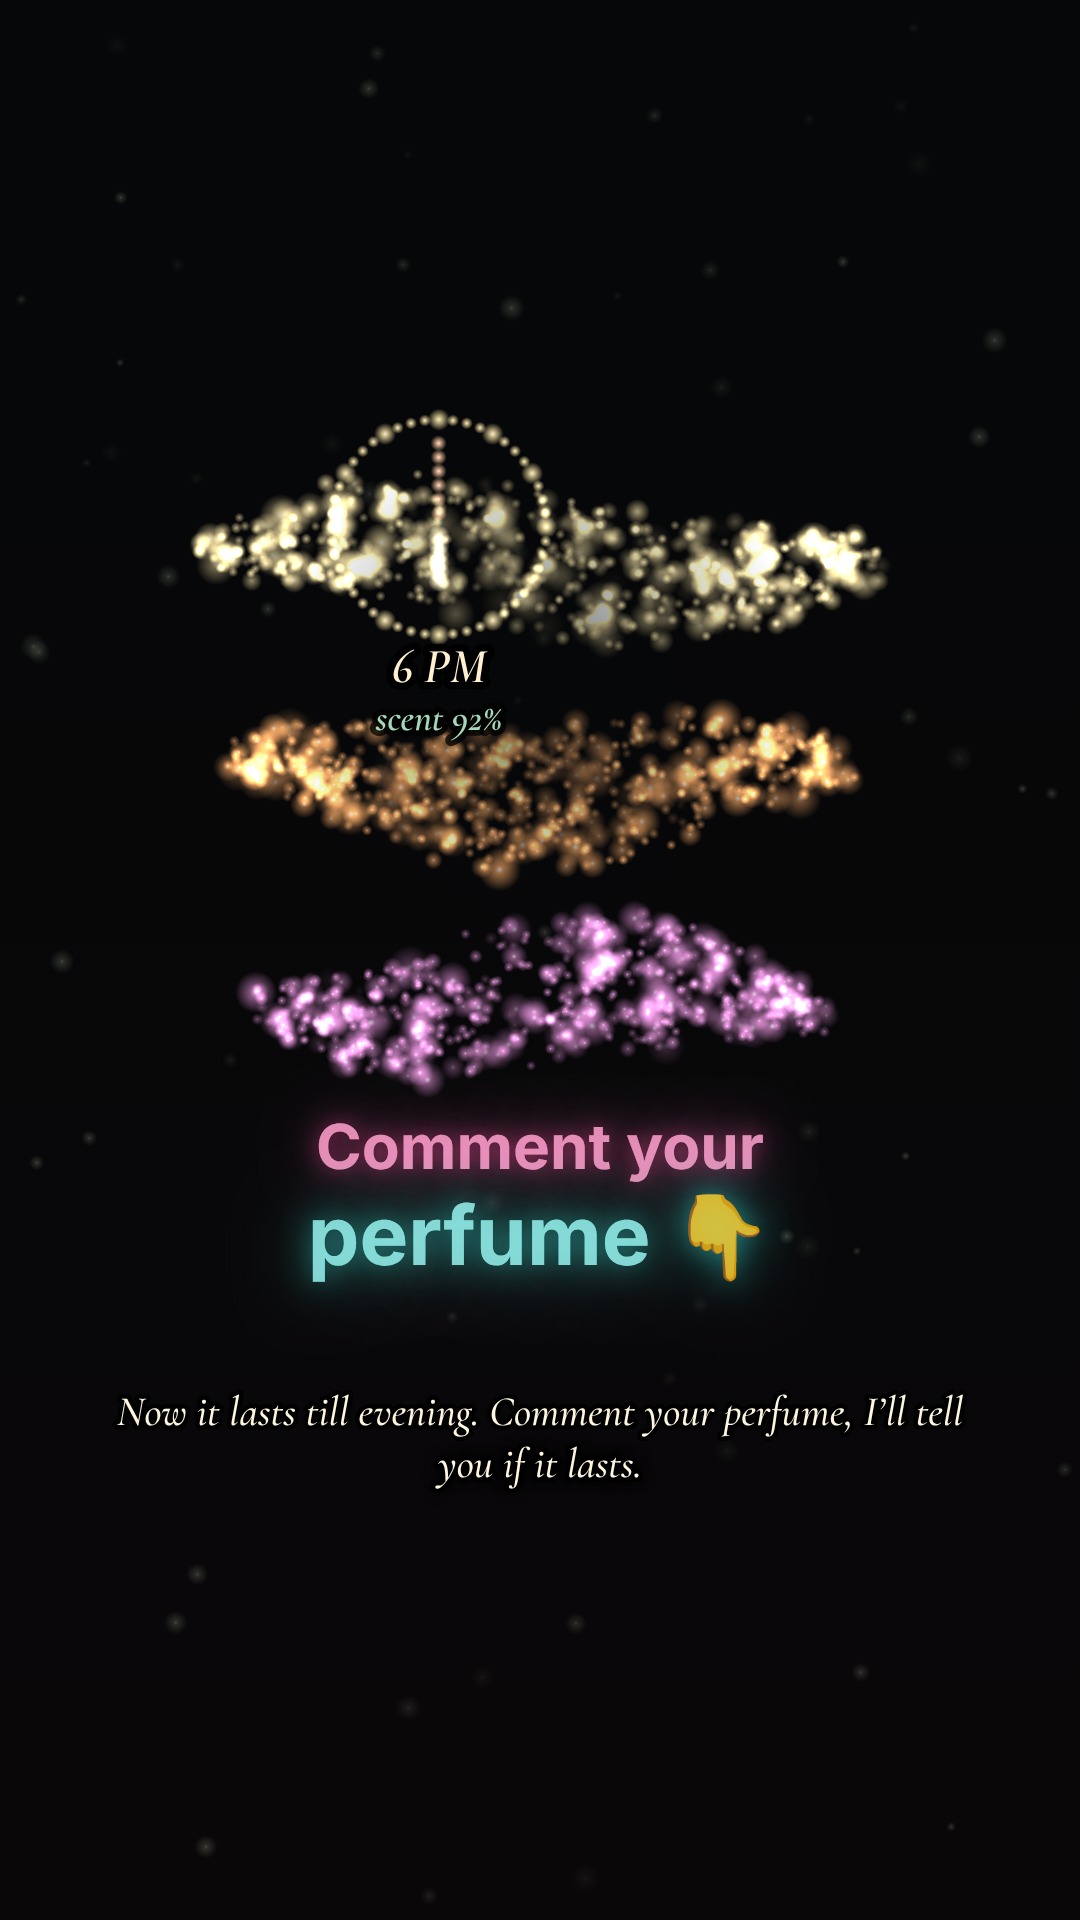 6 PM
scent 92%
Comment your
perfume 👇
Now it lasts till evening. Comment your perfume, I’ll tell
you if it lasts.